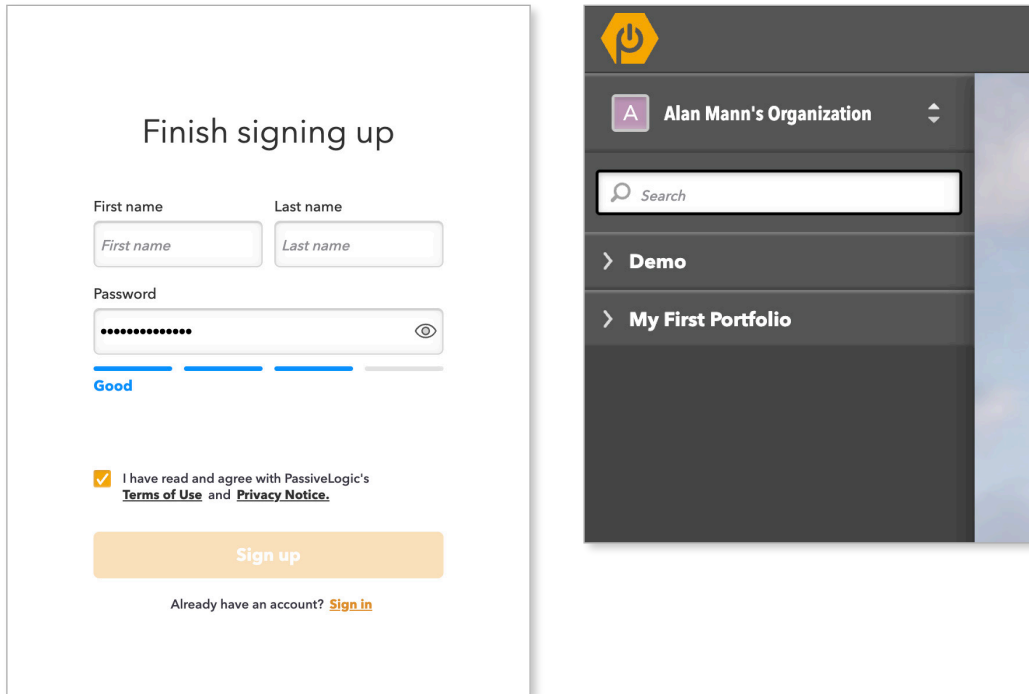 Finish signing up
First name
Last name
First name
Last name
Password
••••••••••••••
Good
I have read and agree with PassiveLogic's
Terms of Use and Privacy Notice.
Sign up
Already have an account? Sign in
A
Alan Mann's Organization
Search
Demo
My First Portfolio